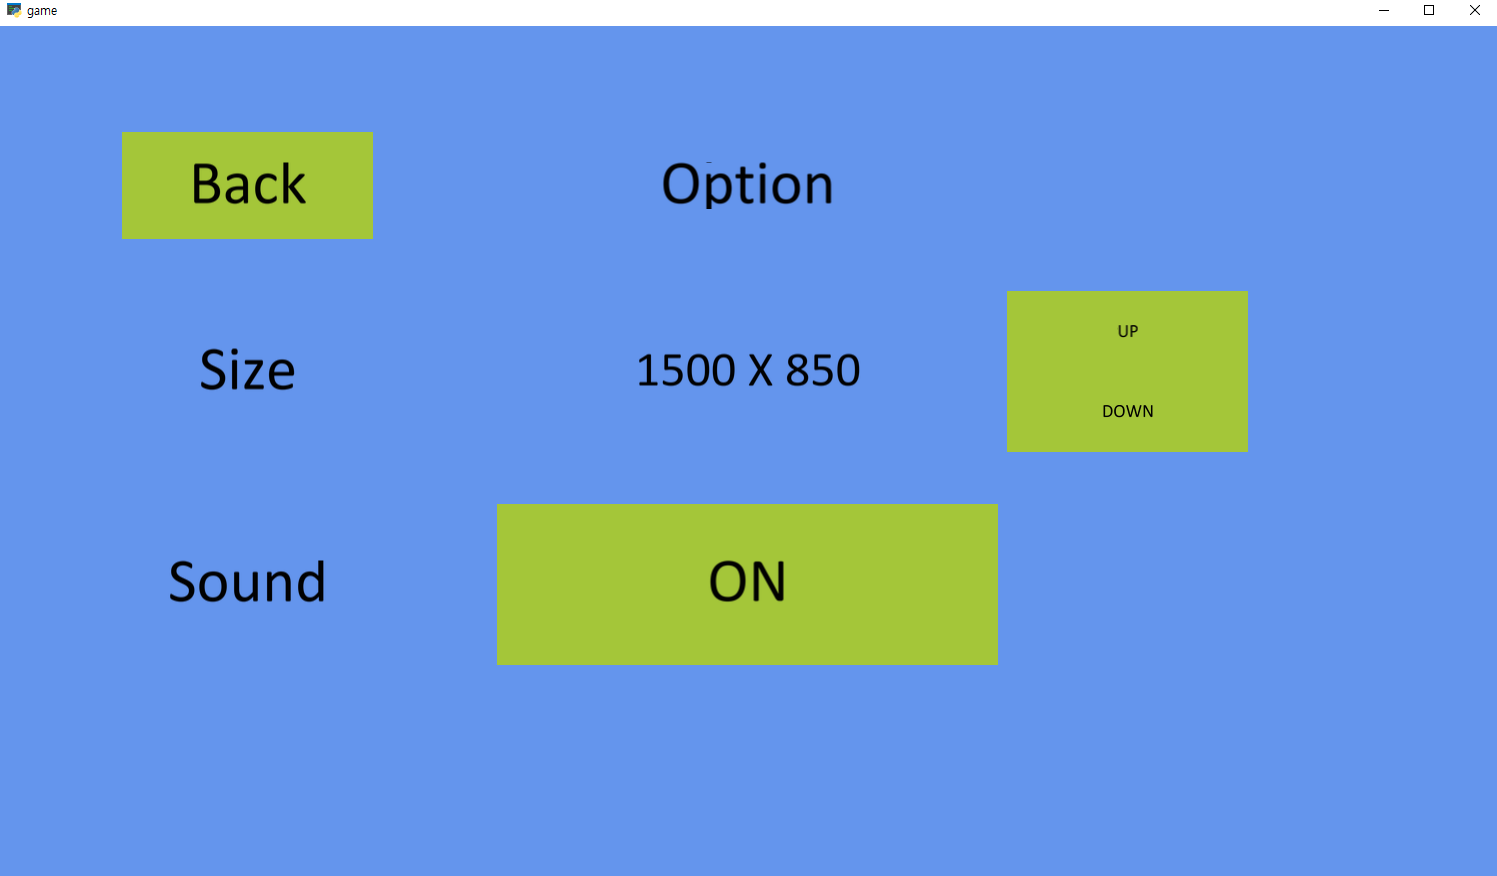 game
Back
Option
Size
1500 X 850
UP
DOWN
Sound
ON